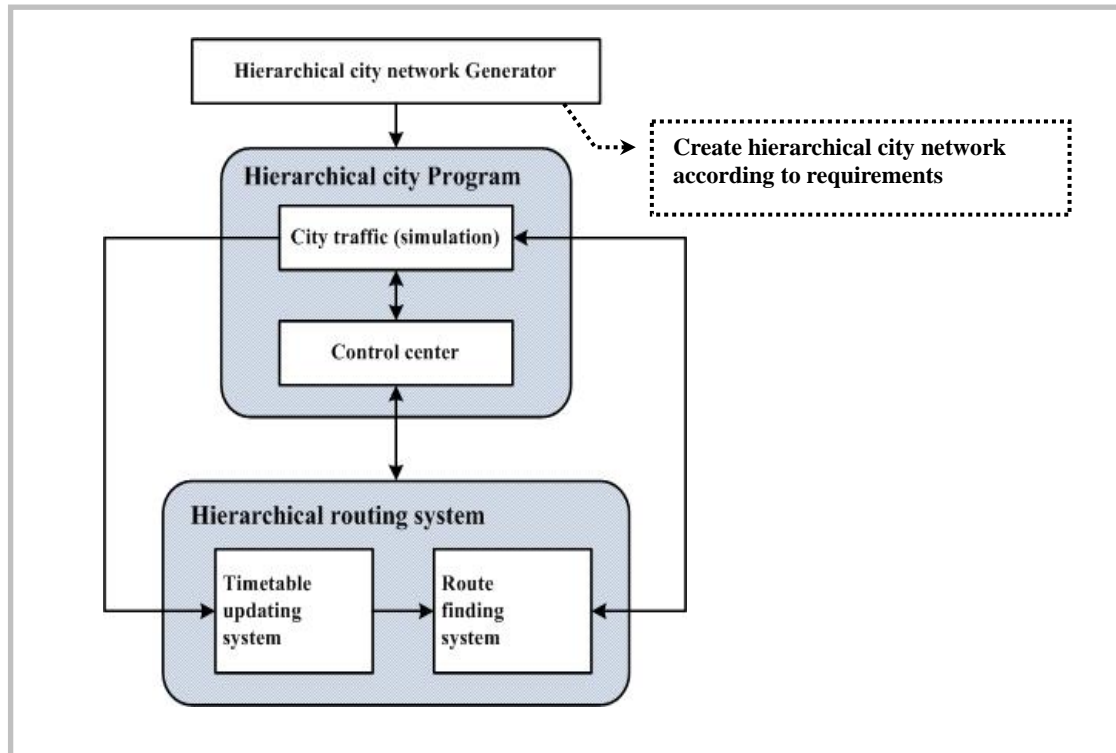 Hierarchical city network Generator
Create hierarchical city network
according to requirements
Hierarchical city Program
City traffic (simulation)
Control center
Hierarchical routing system
Timetable
updating
system
Route
finding
system